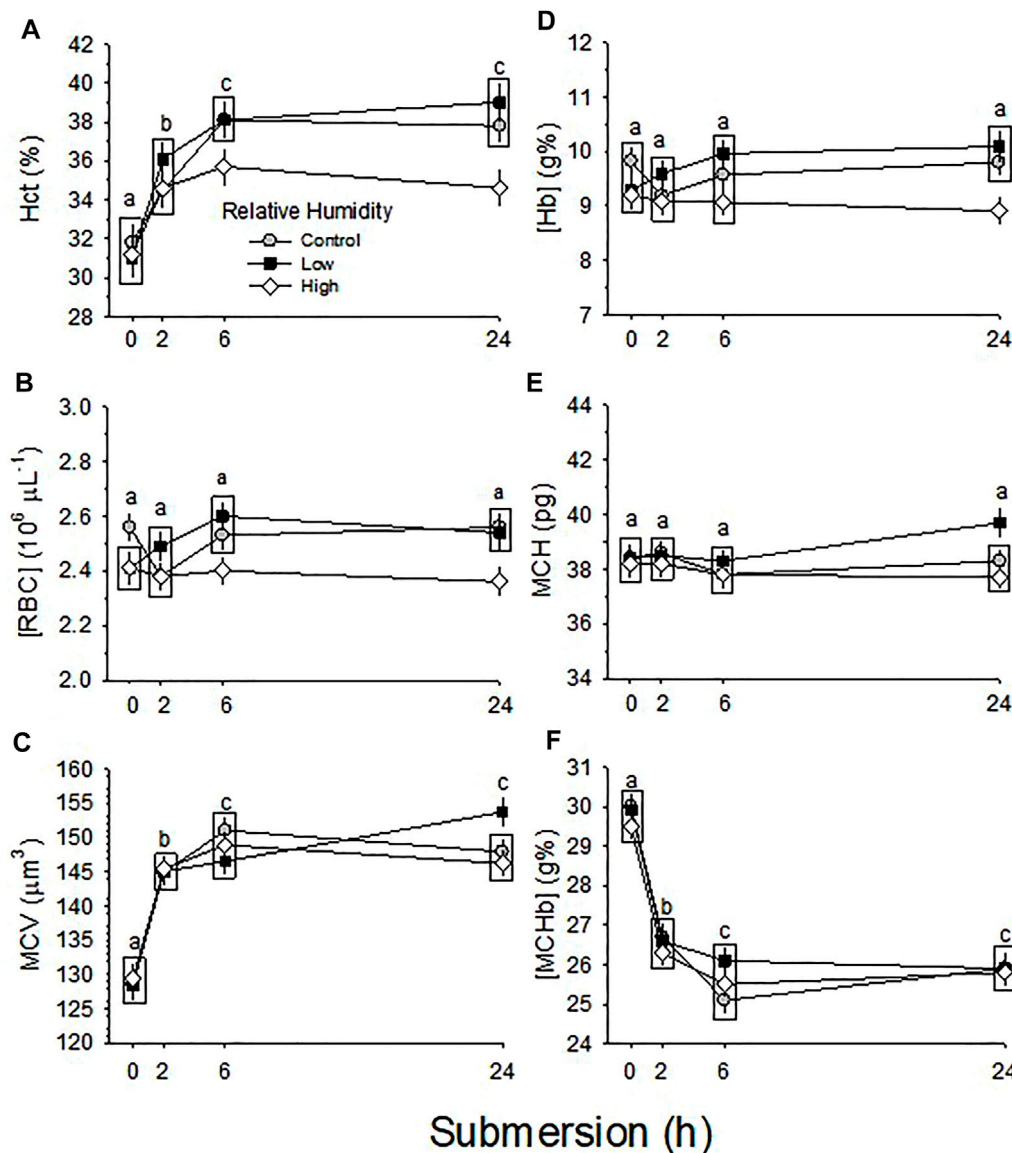 A
Hct (%)
42
40
38
36
34
32
30
28
a
b
c
c
Relative Humidity
Control
Low
High
0 2 6 24
B
[RBC] (10⁶ μL⁻¹)
3.0
2.8
2.6
2.4
2.2
2.0
a
a
a
a
0 2 6 24
C
MCV (μm³)
160
155
150
145
140
135
130
125
120
a
b
c
c
0 2 6 24
D
[Hb] (g%)
12
11
10
9
8
7
a
a
a
a
0 2 6 24
E
MCH (pg)
44
42
40
38
36
34
a
a
a
a
0 2 6 24
F
[MCHb] (g%)
31
30
29
28
27
26
25
24
a
b
c
c
0 2 6 24
Submersion (h)